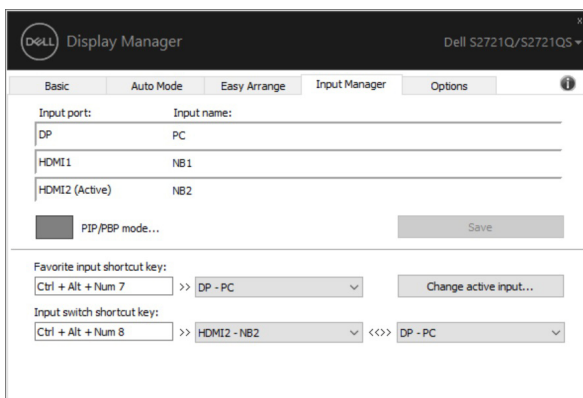 DELL Display Manager
x
Dell S2721Q/S2721QS
Basic Auto Mode Easy Arrange Input Manager Options
Input port: Input name:
DP PC
HDMI1 NB1
HDMI2 (Active) NB2
PIP/PBP mode... Save
Favorite input shortcut key:
Ctrl + Alt + Num 7 >> DP - PC Change active input...
Input switch shortcut key:
Ctrl + Alt + Num 8 >> HDMI2 - NB2 <<>> DP - PC